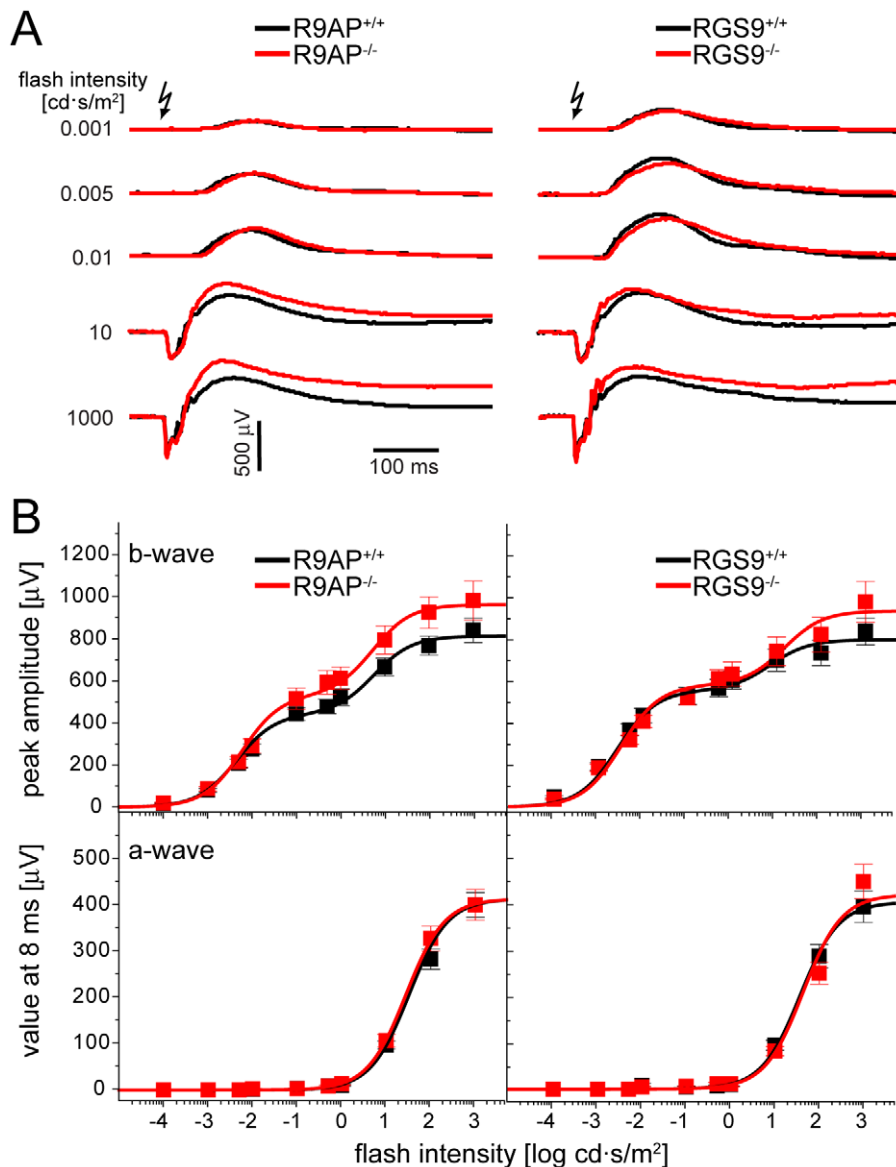 A
R9AP+/+
R9AP-/-
RGS9+/+
RGS9-/-
flash intensity
[cd·s/m²]
0.001
0.005
0.01
10
1000
500 µV
100 ms
B
b-wave
R9AP+/+
R9AP-/-
RGS9+/+
RGS9-/-
peak amplitude [µV]
1200
1000
800
600
400
200
0
a-wave
value at 8 ms [µV]
500
400
300
200
100
0
-4 -3 -2 -1 0 1 2 3
-4 -3 -2 -1 0 1 2 3
flash intensity [log cd·s/m²]